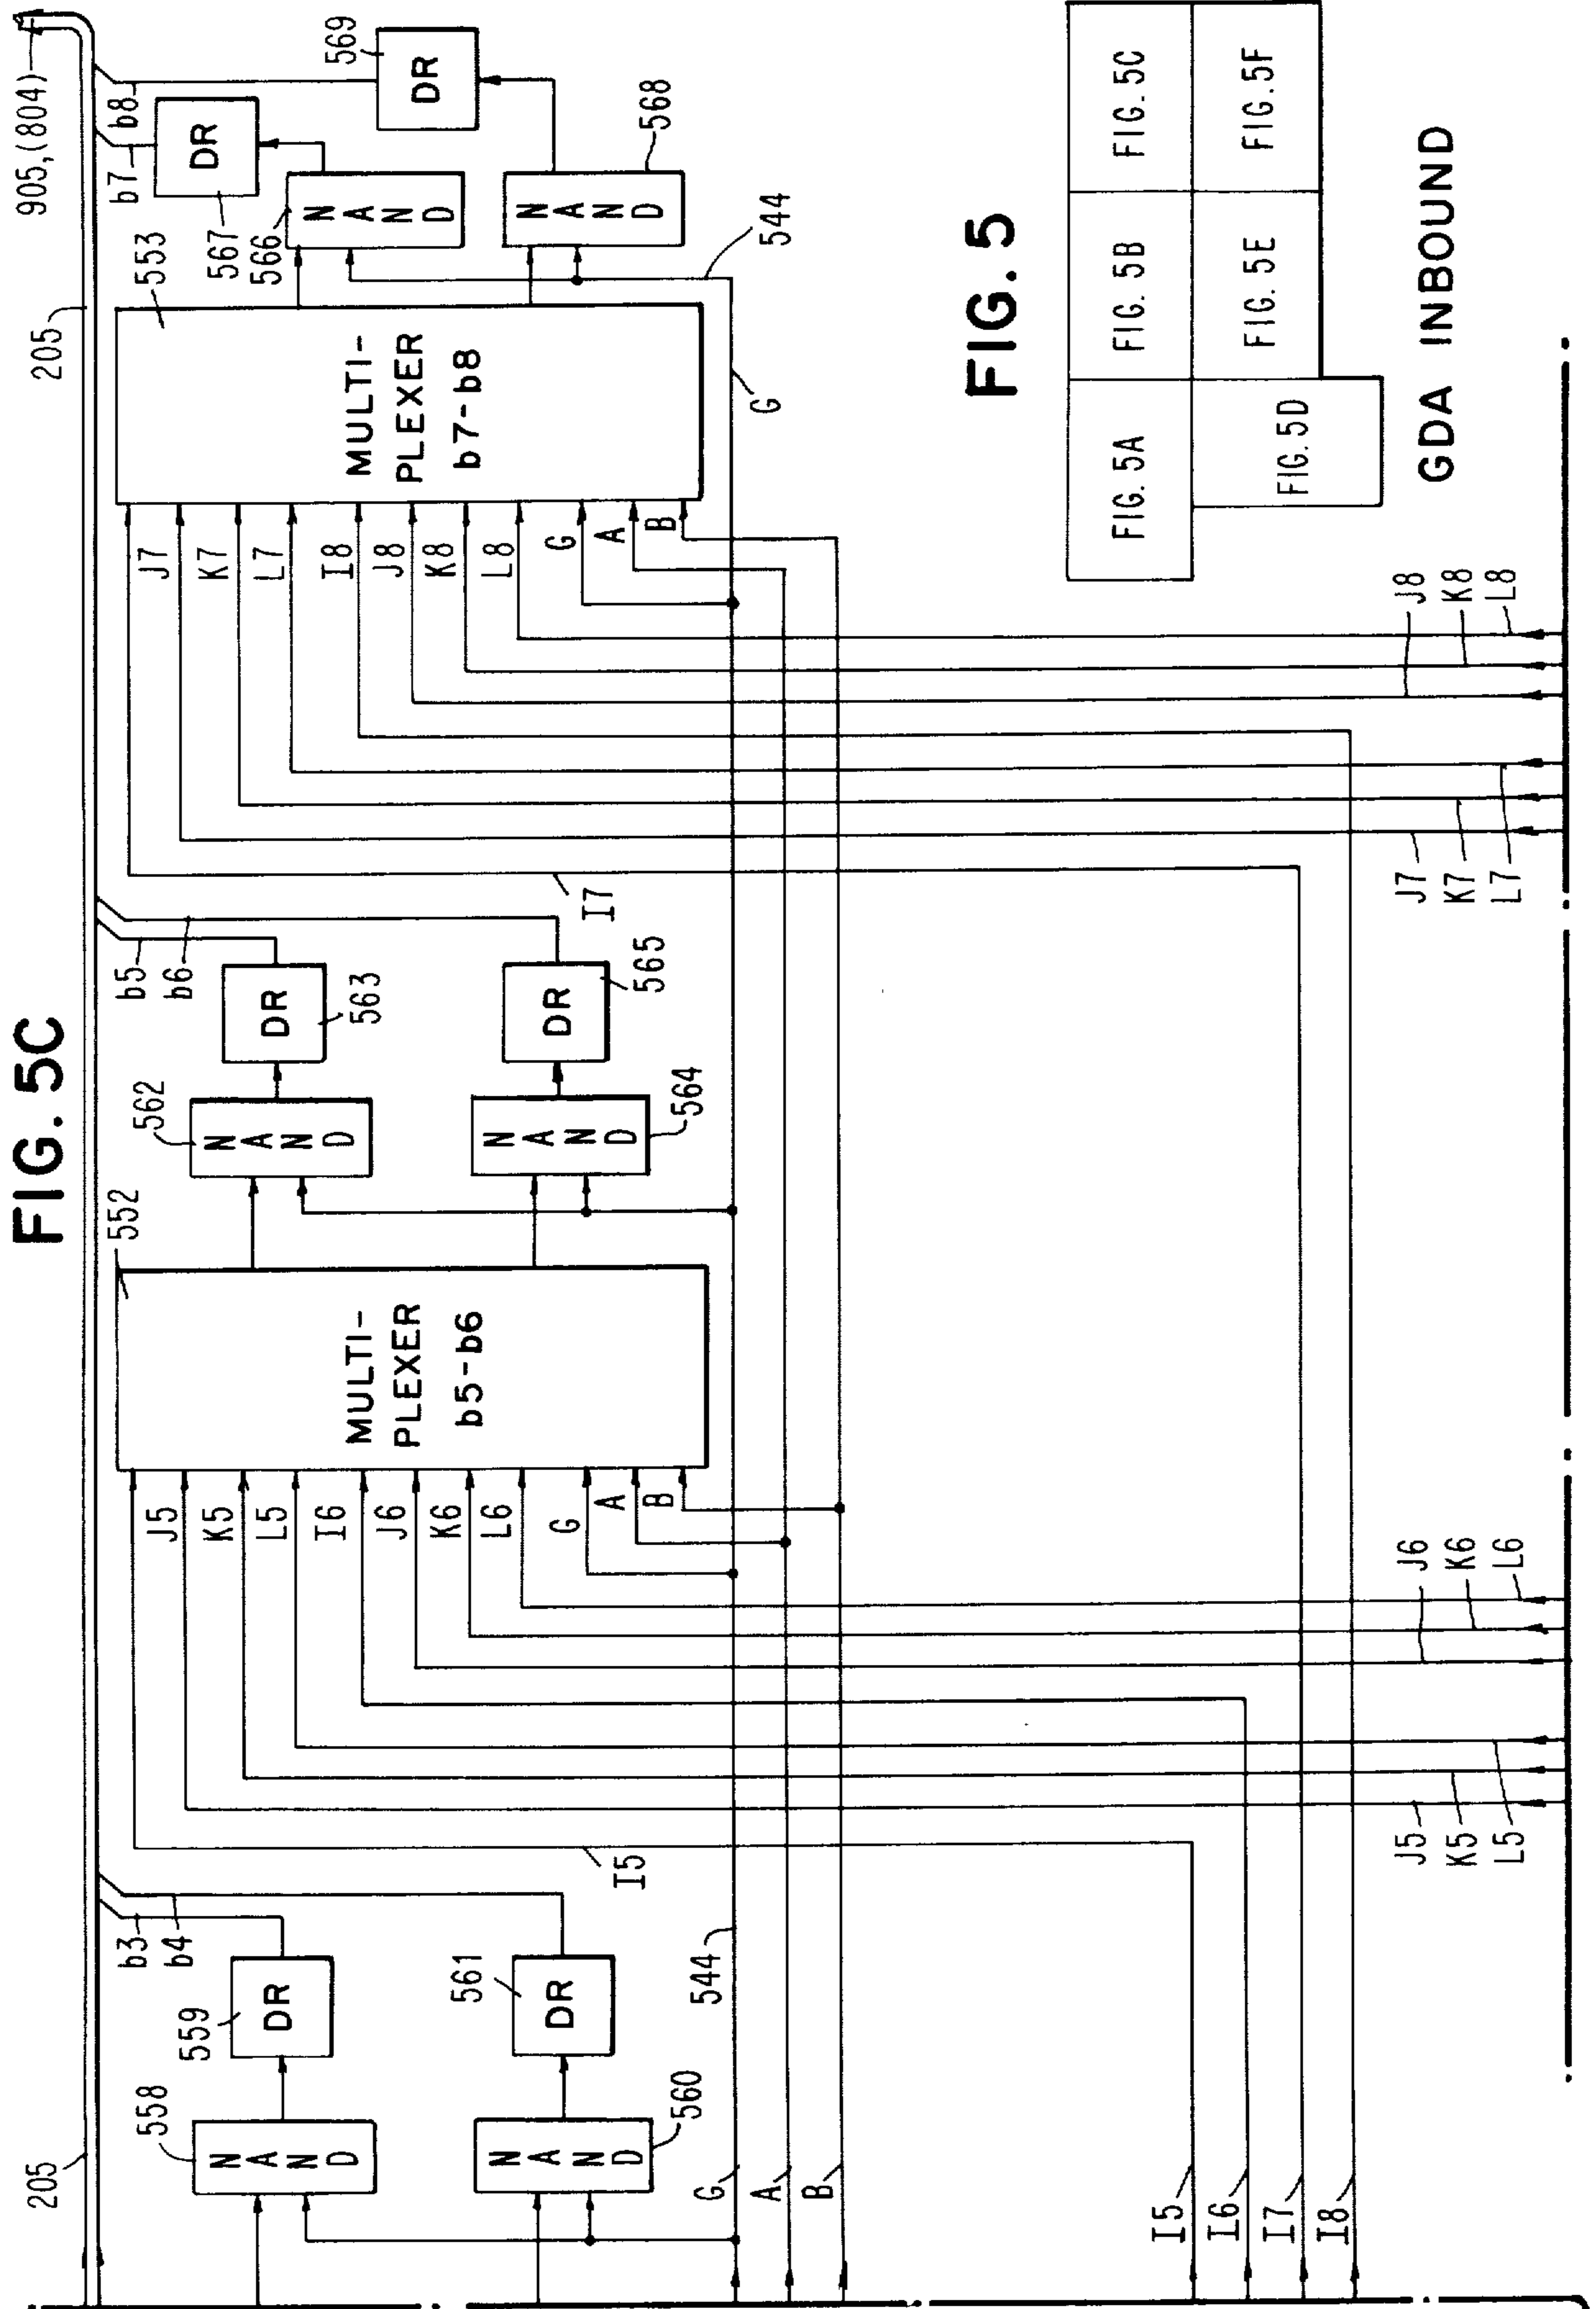 FIG. 5C
205
205
905,(804)
b3
b4
b5
b6
b7
b8
558
NAND
559
DR
560
NAND
561
DR
552
MULTI-
PLEXER
b5-b6
562
NAND
563
DR
564
NAND
565
DR
553
MULTI-
PLEXER
b7-b8
566
NAND
567
DR
568
NAND
569
DR
J5
K5
L5
I6
J6
K6
L6
G
A
B
J7
K7
L7
I8
J8
K8
L8
G
A
B
I5
I7
544
544
G
G
A
B
I5
I6
I7
I8
J5
K5
L5
J6
K6
L6
J7
K7
L7
J8
K8
L8
FIG. 5
FIG. 5A
FIG. 5B
FIG. 5C
FIG. 5D
FIG. 5E
FIG. 5F
GDA INBOUND